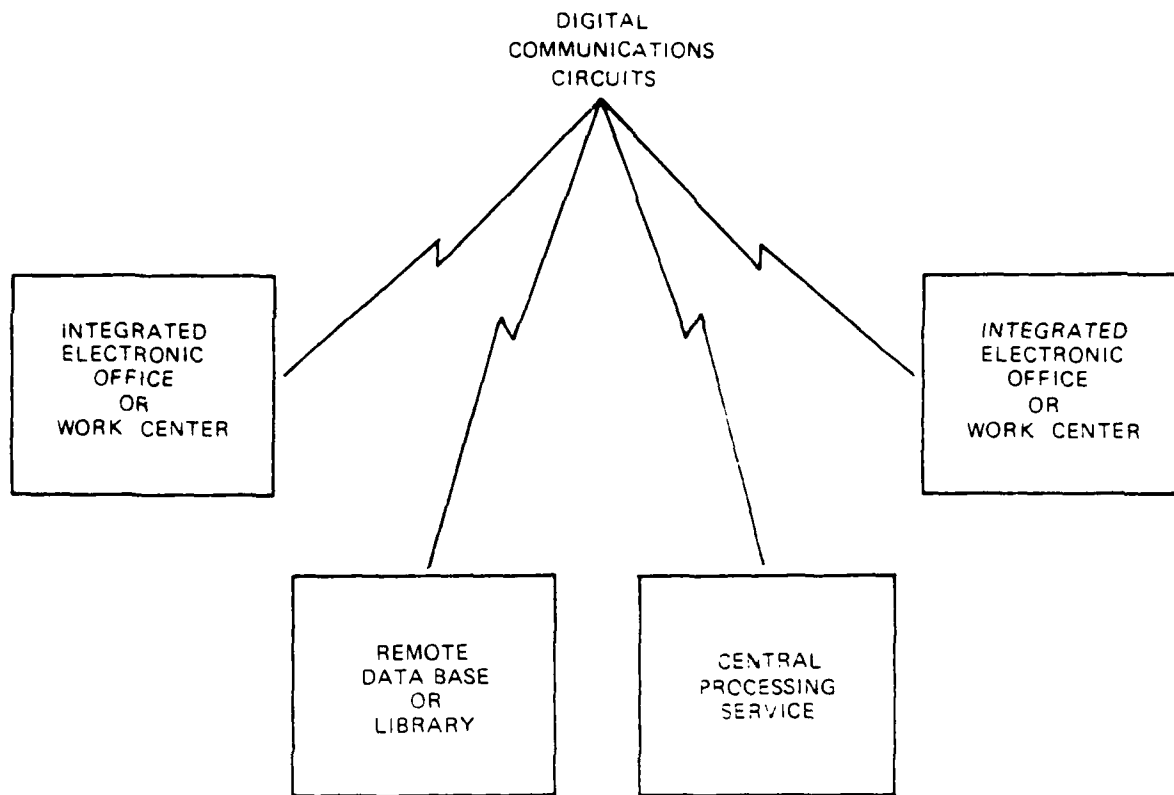 DIGITAL
COMMUNICATIONS
CIRCUITS
INTEGRATED
ELECTRONIC
OFFICE
OR
WORK CENTER
INTEGRATED
ELECTRONIC
OFFICE
OR
WORK CENTER
REMOTE
DATA BASE
OR
LIBRARY
CENTRAL
PROCESSING
SERVICE